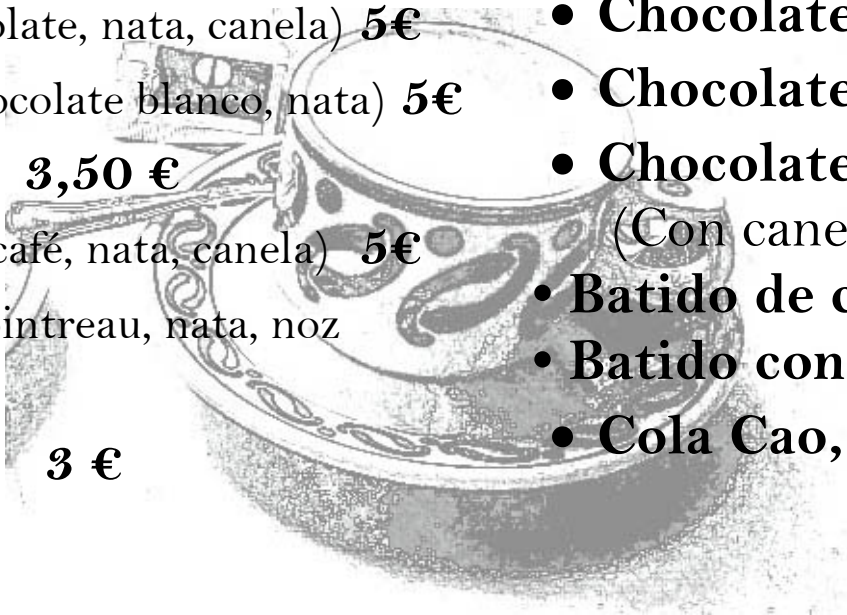 olate, nata, canela) 5€
ocolate blanco, nata) 5€
3,50 €
café, nata, canela) 5€
intreau, nata, noz
3 €
• Chocolate
• Chocolate
• Chocolate
(Con cane
• Batido de c
• Batido con
• Cola Cao,